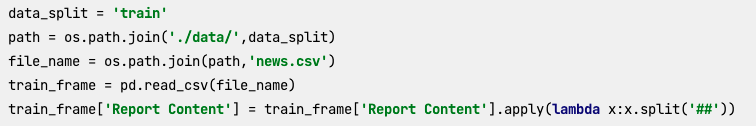 data_split = 'train'
path = os.path.join('./data/',data_split)
file_name = os.path.join(path,'news.csv')
train_frame = pd.read_csv(file_name)
train_frame['Report Content'] = train_frame['Report Content'].apply(lambda x:x.split('##'))